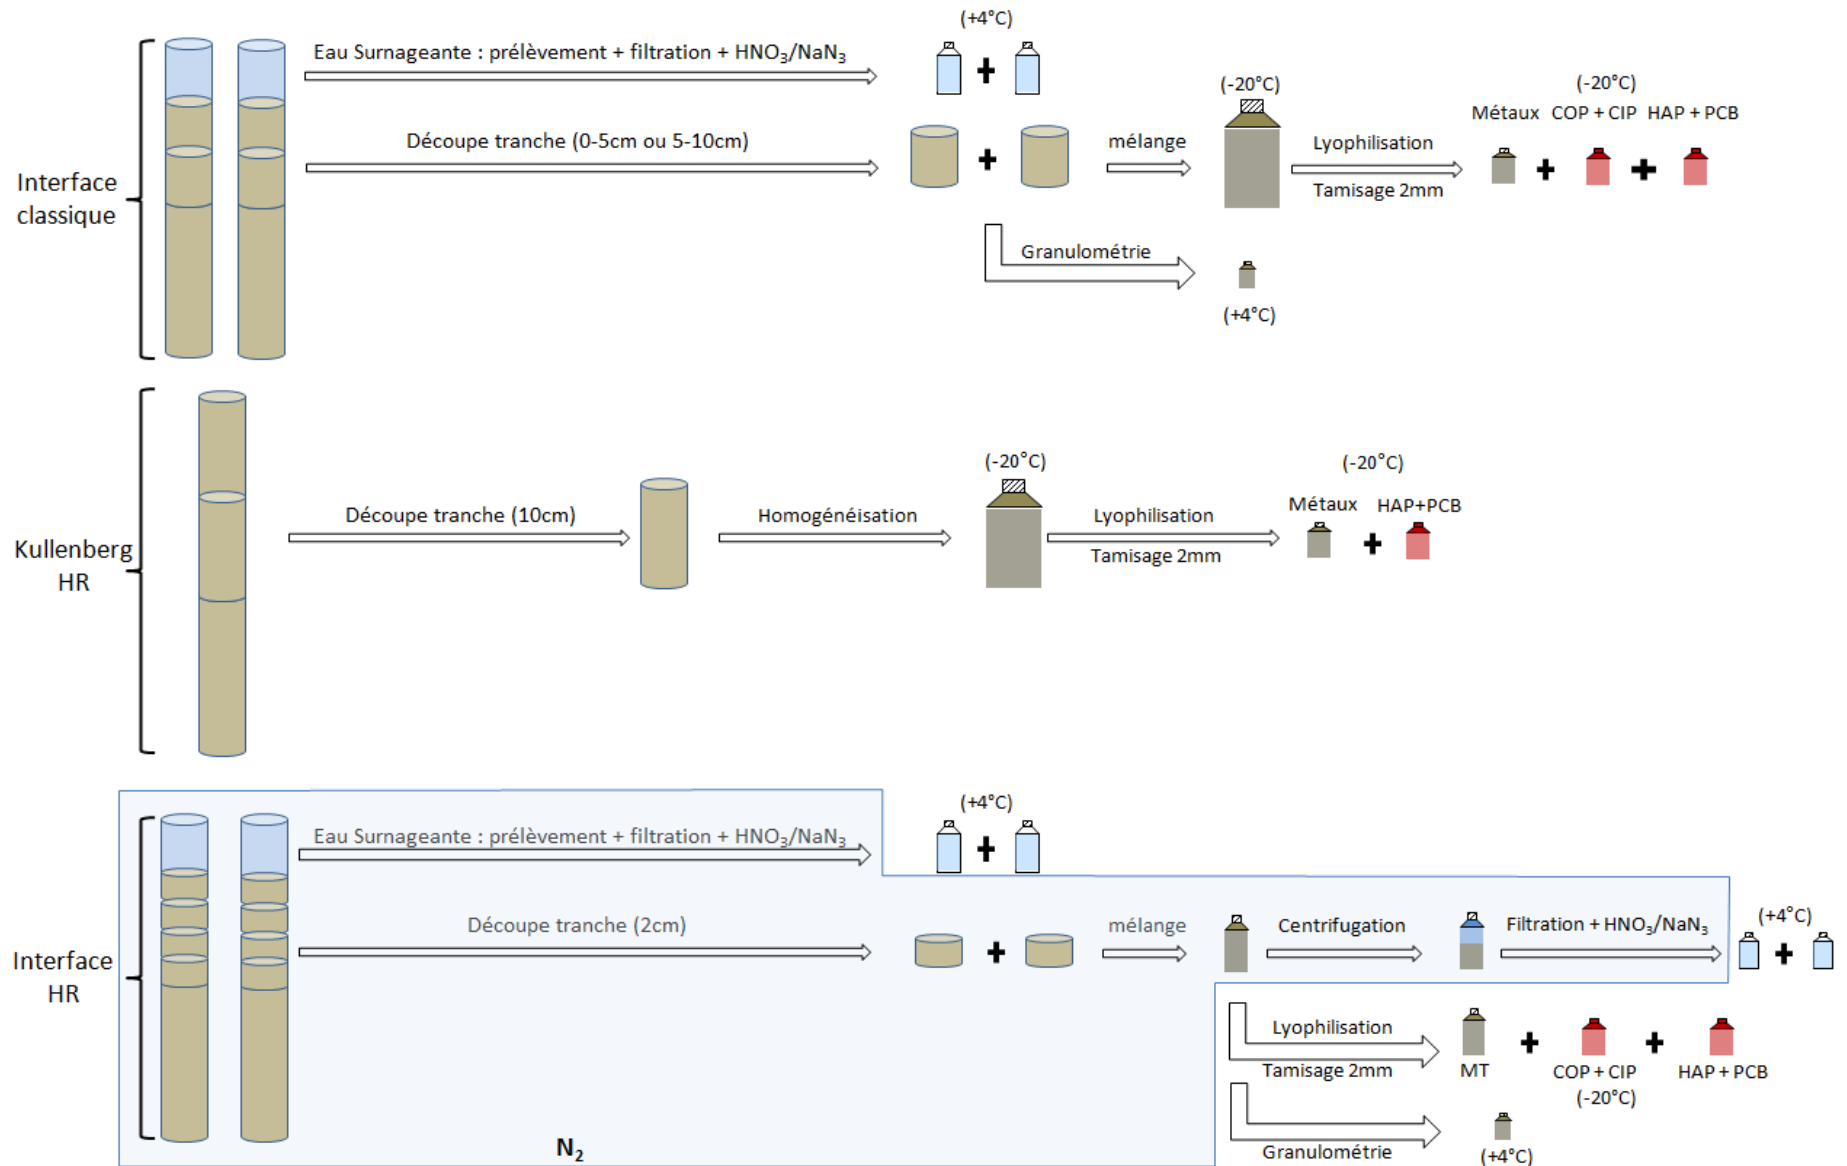 (+4°C)
Eau Surnageante : prélèvement + filtration + HNO₃/NaN₃
(-20°C)
(-20°C)
Métaux COP + CIP HAP + PCB
Découpe tranche (0-5cm ou 5-10cm)
mélange
Lyophilisation
Tamisage 2mm
Interface
classique
Granulométrie
(+4°C)
(-20°C)
(-20°C)
Métaux HAP+PCB
Découpe tranche (10cm)
Homogénéisation
Lyophilisation
Tamisage 2mm
Kullenberg
HR
(+4°C)
Eau Surnageante : prélèvement + filtration + HNO₃/NaN₃
Découpe tranche (2cm)
mélange
Centrifugation
Filtration + HNO₃/NaN₃
(+4°C)
Interface
HR
Lyophilisation
Tamisage 2mm
MT COP + CIP HAP + PCB
(-20°C)
Granulométrie
(+4°C)
N₂